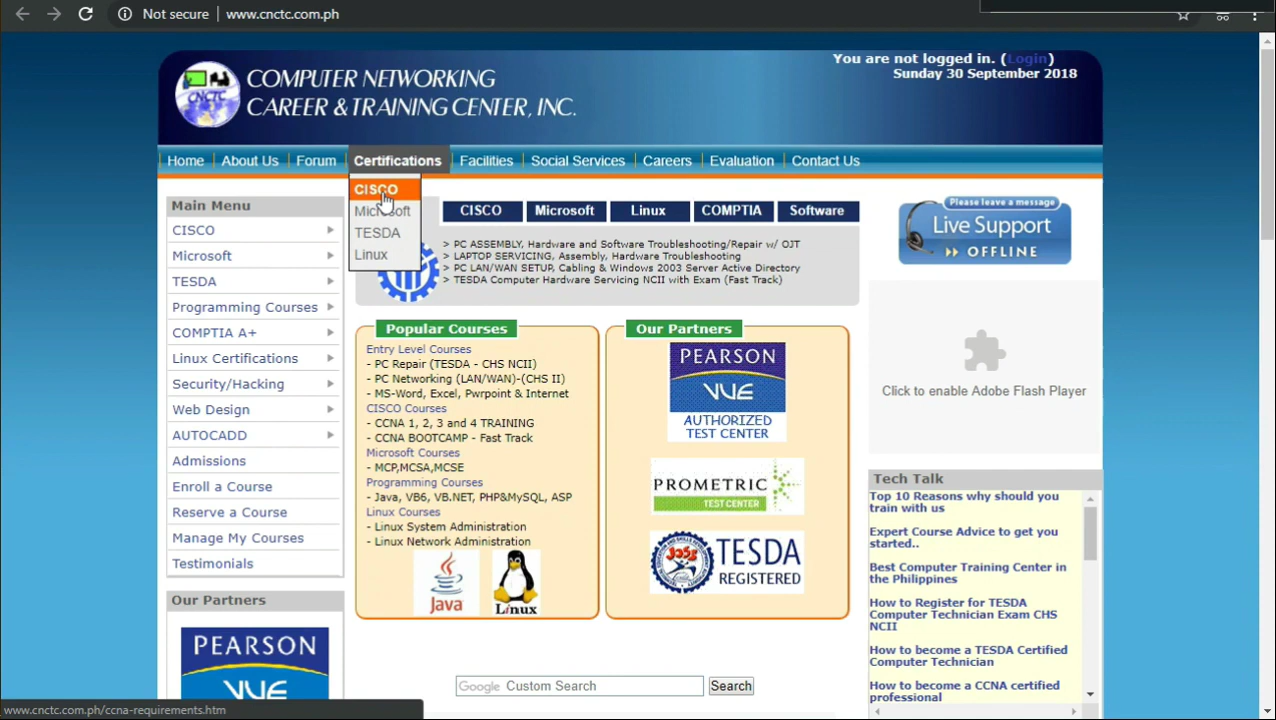 Not secure | www.cnctc.com.ph
COMPUTER NETWORKING
CAREER & TRAINING CENTER, INC.
CNCTC
You are not logged in. (Login)
Sunday 30 September 2018
Home
About Us
Forum
Certifications
Facilities
Social Services
Careers
Evaluation
Contact Us
CISCO
Microsoft
TESDA
Linux
Main Menu
CISCO
Microsoft
TESDA
Programming Courses
COMPTIA A+
Linux Certifications
Security/Hacking
Web Design
AUTOCADD
Admissions
Enroll a Course
Reserve a Course
Manage My Courses
Testimonials
Our Partners
PEARSON
VUE
CISCO
Microsoft
Linux
COMPTIA
Software
> PC ASSEMBLY, Hardware and Software Troubleshooting/Repair w/ OJT
> LAPTOP SERVICING, Assembly, Hardware Troubleshooting
> PC LAN/WAN SETUP, Cabling & Windows 2003 Server Active Directory
> TESDA Computer Hardware Servicing NCII with Exam (Fast Track)
Popular Courses
Entry Level Courses
- PC Repair (TESDA - CHS NCII)
- PC Networking (LAN/WAN)-(CHS II)
- MS-Word, Excel, Pwrpoint & Internet
CISCO Courses
- CCNA 1, 2, 3 and 4 TRAINING
- CCNA BOOTCAMP - Fast Track
Microsoft Courses
- MCP,MCSA,MCSE
Programming Courses
- Java, VB6, VB.NET, PHP&MySQL, ASP
Linux Courses
- Linux System Administration
- Linux Network Administration
Java
Linux
Our Partners
PEARSON
VUE
AUTHORIZED
TEST CENTER
PROMETRIC
TEST CENTER
TESDA
REGISTERED
Google Custom Search
Search
Please leave a message
Live Support
>> OFFLINE
Click to enable Adobe Flash Player
Tech Talk
Top 10 Reasons why should you
train with us
Expert Course Advice to get you
started..
Best Computer Training Center in
the Philippines
How to Register for TESDA
Computer Technician Exam CHS
NCII
How to become a TESDA Certified
Computer Technician
How to become a CCNA certified
professional
www.cnctc.com.ph/ccna-requirements.htm